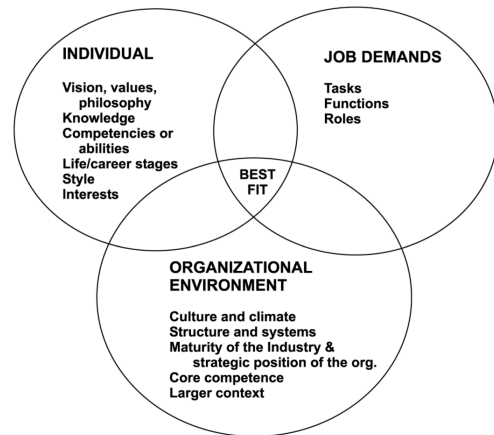 INDIVIDUAL
Vision, values,
philosophy
Knowledge
Competencies or
abilities
Life/career stages
Style
Interests
JOB DEMANDS
Tasks
Functions
Roles
BEST
FIT
ORGANIZATIONAL
ENVIRONMENT
Culture and climate
Structure and systems
Maturity of the Industry &
strategic position of the org.
Core competence
Larger context